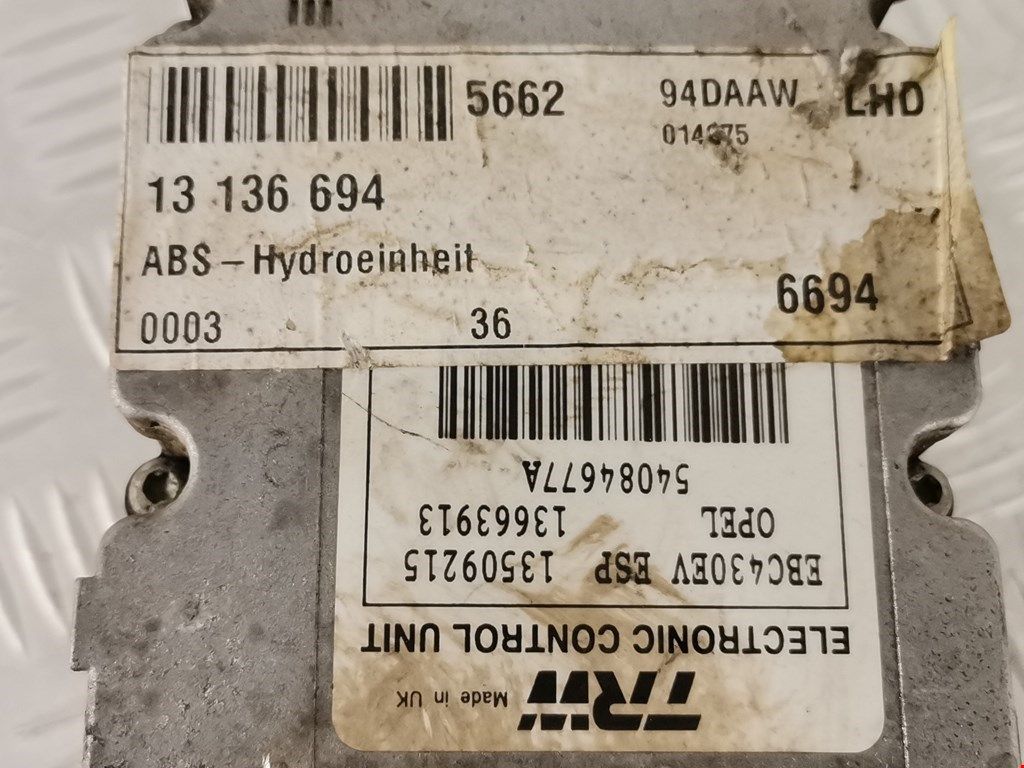 5662 94DAAW LHD
13 136 694
ABS – Hydroeinheit
6694
0003 36
TRW Made in UK
ELECTRONIC CONTROL UNIT
EBC430EV ESP 13509215
OPEL 13663913
54084677A